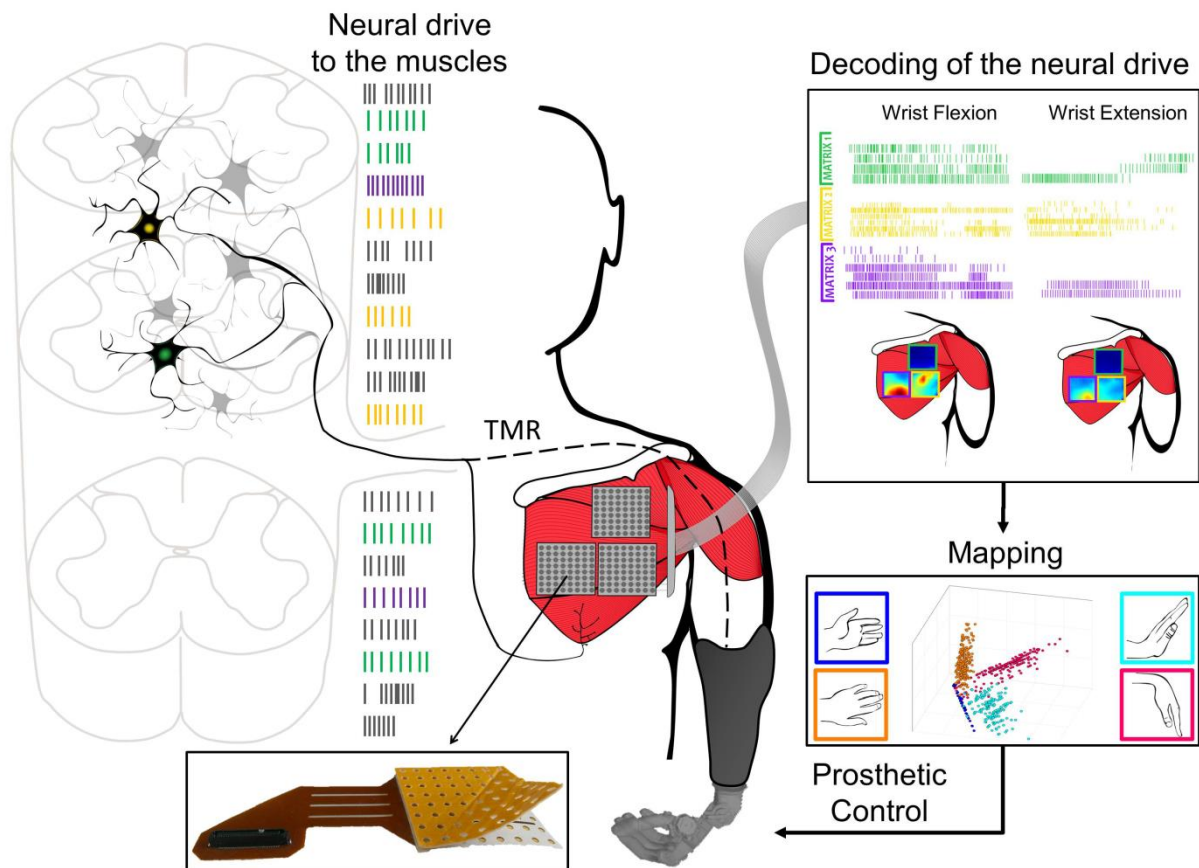 Neural drive
to the muscles
Decoding of the neural drive
Wrist Flexion
Wrist Extension
MATRIX 1
MATRIX 2
MATRIX 3
TMR
Mapping
Prosthetic
Control